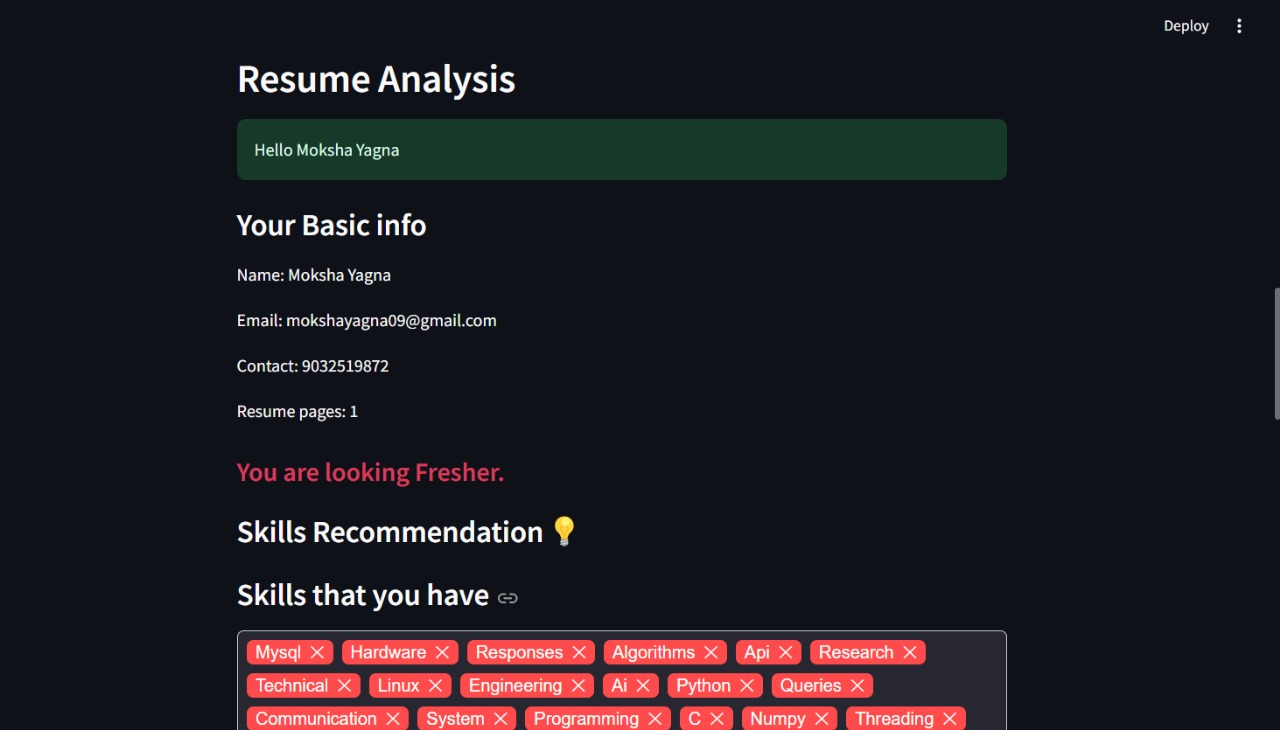 Deploy
Resume Analysis
Hello Moksha Yagna
Your Basic info
Name: Moksha Yagna
Email: mokshayagna09@gmail.com
Contact: 9032519872
Resume pages: 1
You are looking Fresher.
Skills Recommendation 💡
Skills that you have
Mysql Hardware Responses Algorithms Api Research
Technical Linux Engineering Ai Python Queries
Communication System Programming C Numpy Threading